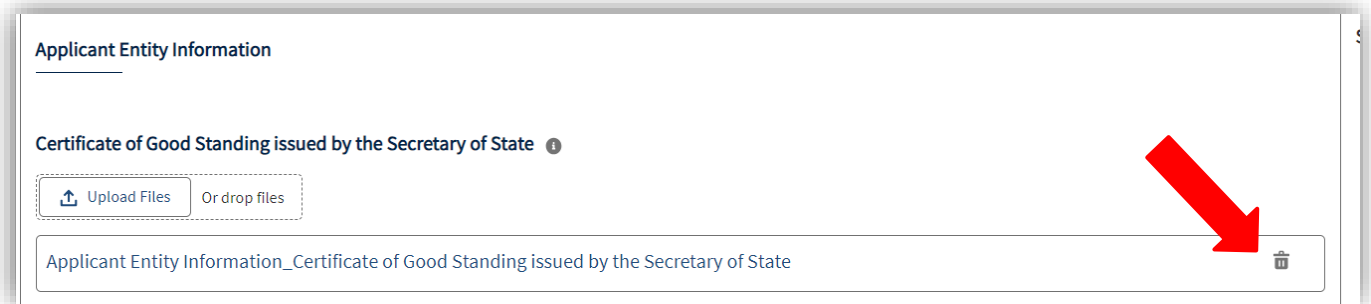 Applicant Entity Information
Certificate of Good Standing issued by the Secretary of State
Upload Files Or drop files
Applicant Entity Information_Certificate of Good Standing issued by the Secretary of State